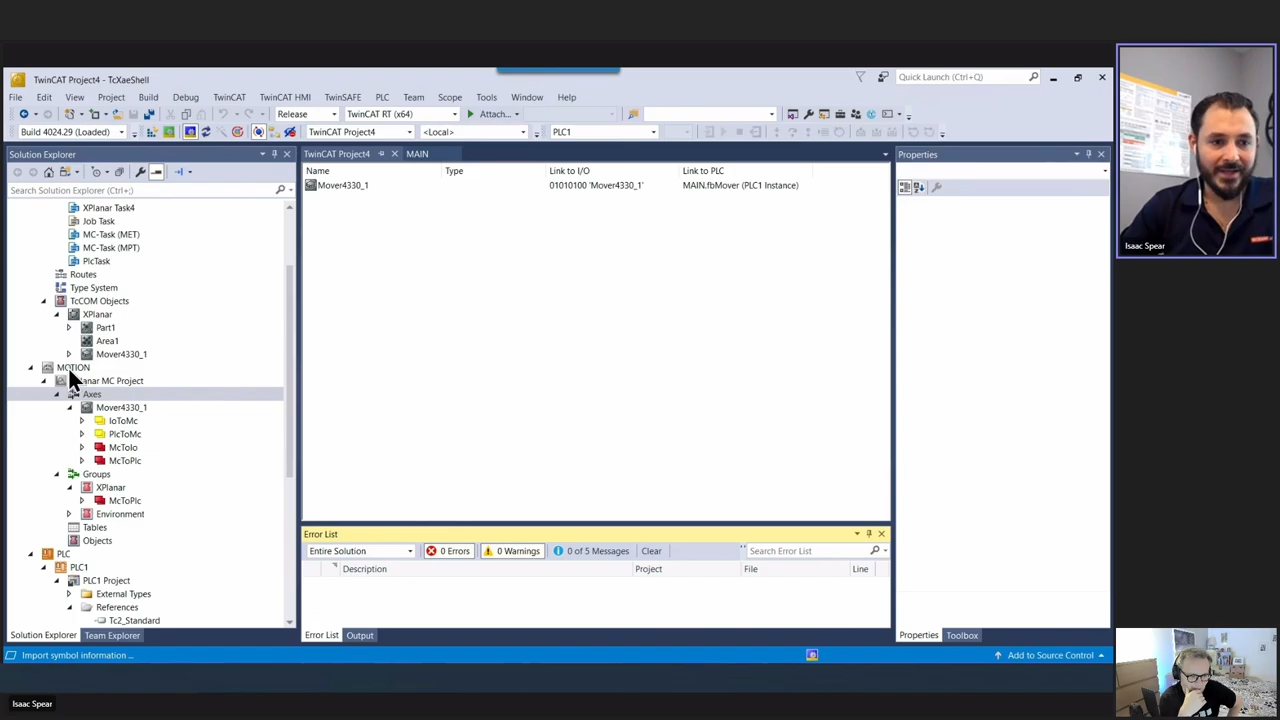 TwinCAT Project4 - TcXaeShell
Quick Launch (Ctrl+Q)
File Edit View Project Build Debug TwinCAT TwinCAT HMI TwinSAFE PLC Team Scope Tools Window Help
Release TwinCAT RT (x64) Attach...
Build 4024.29 (Loaded) TwinCAT Project4 <Local> PLC1
Solution Explorer
Search Solution Explorer (Ctrl+;)
XPlanar Task4
Job Task
MC-Task (MET)
MC-Task (MPT)
PlcTask
Routes
Type System
TcCOM Objects
XPlanar
Part1
Area1
Mover4330_1
MOTION
anar MC Project
Axes
Mover4330_1
IoToMc
PlcToMc
McToIo
McToPlc
Groups
XPlanar
McToPlc
Environment
Tables
Objects
PLC
PLC1
PLC1 Project
External Types
References
Tc2_Standard
Solution Explorer Team Explorer
TwinCAT Project4 MAIN
Name Type Link to I/O Link to PLC
Mover4330_1 01010100 'Mover4330_1' MAIN.fbMover (PLC1 Instance)
Error List
Entire Solution 0 Errors 0 Warnings 0 of 5 Messages Clear Search Error List
Description Project File Line
Error List Output
Properties
Properties Toolbox
Import symbol information ... Add to Source Control
Isaac Spear
Isaac Spear